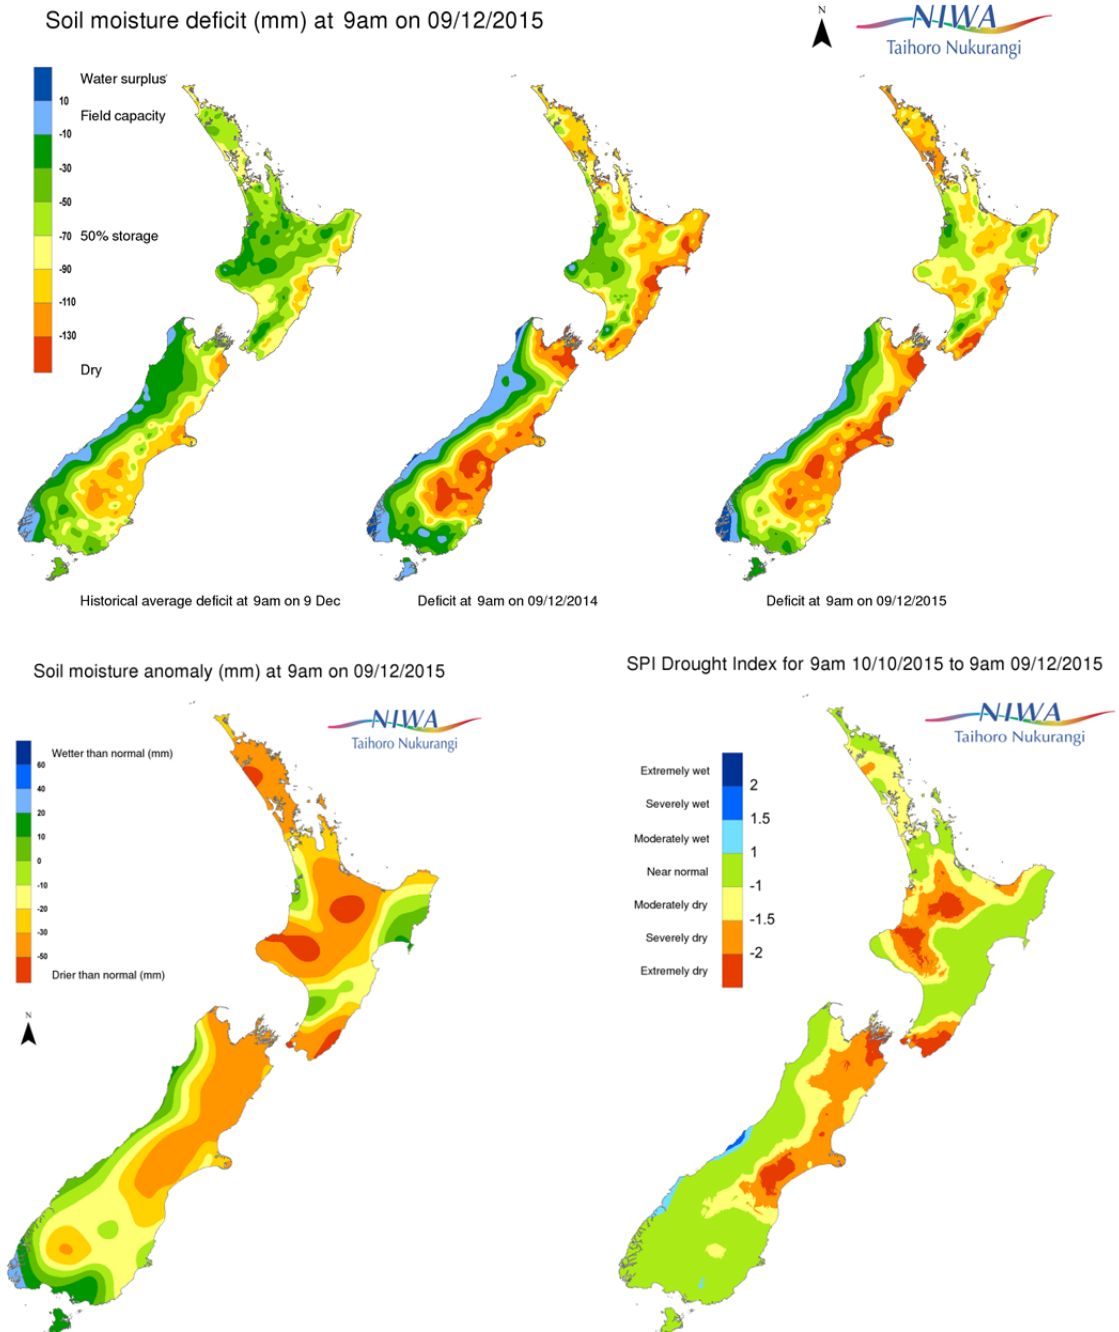 Soil moisture deficit (mm) at 9am on 09/12/2015
N
NIWA
Taihoro Nukurangi
Water surplus
10
Field capacity
-10
-30
-50
-70
50% storage
-90
-110
-130
Dry
Historical average deficit at 9am on 9 Dec
Deficit at 9am on 09/12/2014
Deficit at 9am on 09/12/2015
Soil moisture anomaly (mm) at 9am on 09/12/2015
NIWA
Taihoro Nukurangi
Wetter than normal (mm)
60
40
20
10
0
-10
-20
-30
-50
Drier than normal (mm)
N
SPI Drought Index for 9am 10/10/2015 to 9am 09/12/2015
NIWA
Taihoro Nukurangi
Extremely wet
2
Severely wet
1.5
Moderately wet
1
Near normal
-1
Moderately dry
-1.5
Severely dry
-2
Extremely dry